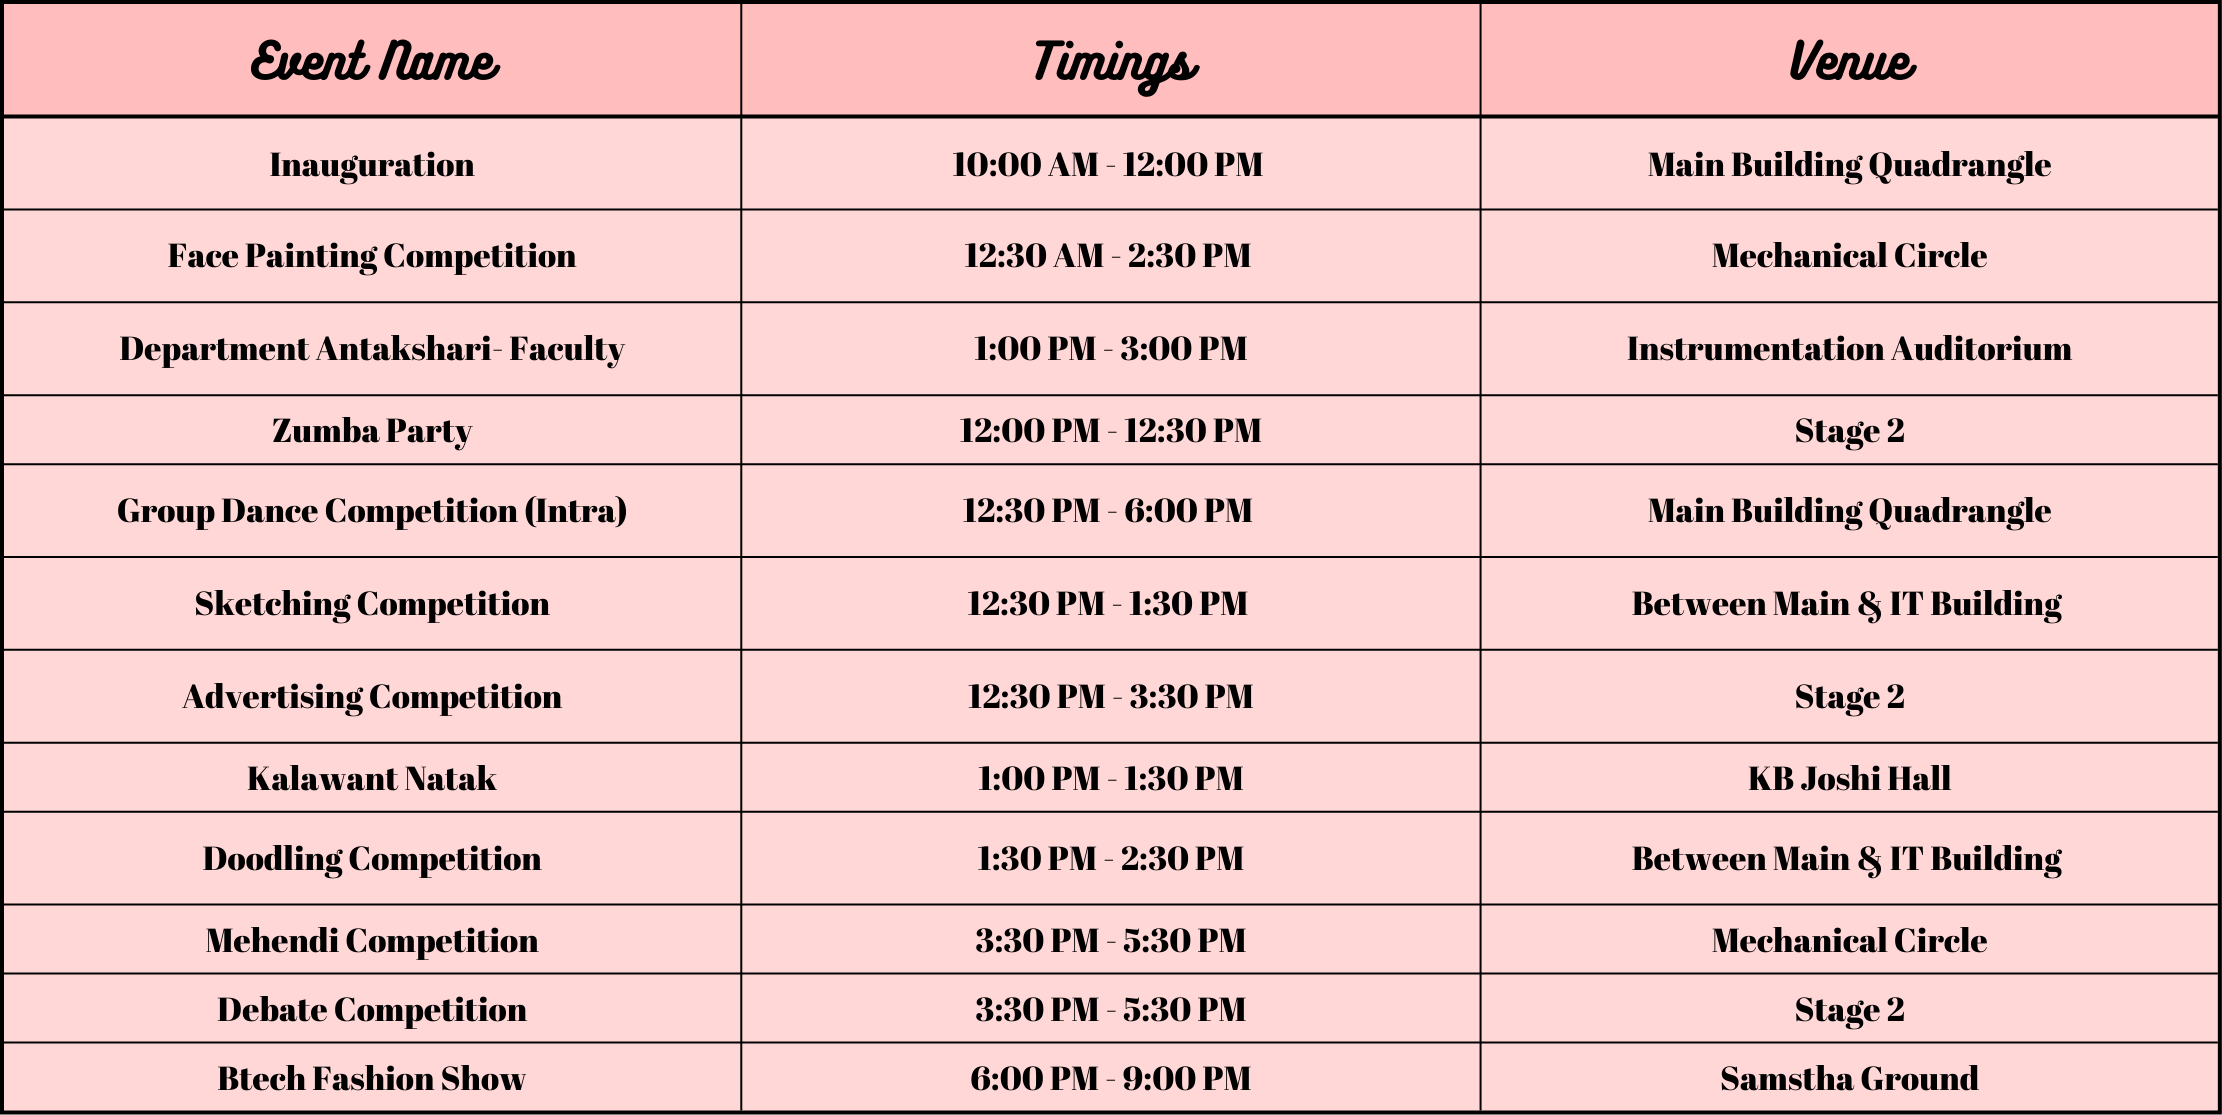 Event Name Timings Venue
Inauguration 10:00 AM - 12:00 PM Main Building Quadrangle
Face Painting Competition 12:30 AM - 2:30 PM Mechanical Circle
Department Antakshari- Faculty 1:00 PM - 3:00 PM Instrumentation Auditorium
Zumba Party 12:00 PM - 12:30 PM Stage 2
Group Dance Competition (Intra) 12:30 PM - 6:00 PM Main Building Quadrangle
Sketching Competition 12:30 PM - 1:30 PM Between Main & IT Building
Advertising Competition 12:30 PM - 3:30 PM Stage 2
Kalawant Natak 1:00 PM - 1:30 PM KB Joshi Hall
Doodling Competition 1:30 PM - 2:30 PM Between Main & IT Building
Mehendi Competition 3:30 PM - 5:30 PM Mechanical Circle
Debate Competition 3:30 PM - 5:30 PM Stage 2
Btech Fashion Show 6:00 PM - 9:00 PM Samstha Ground